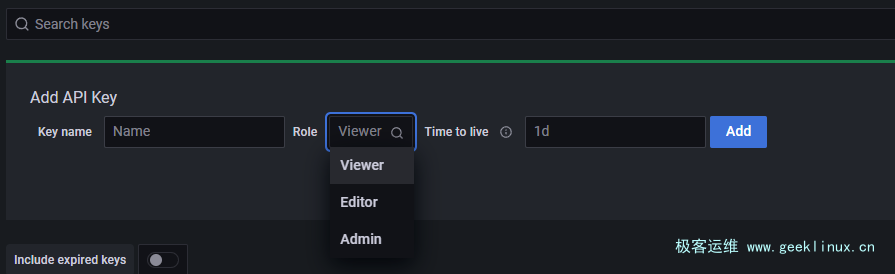 Search keys
Add API Key
Key name Name Role Viewer Time to live 1d Add
Viewer
Editor
Admin
Include expired keys
极客运维 www.geeklinux.cn